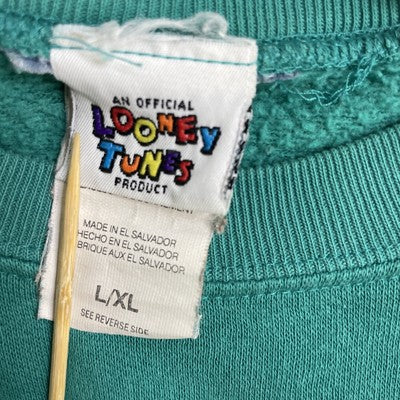 AN OFFICIAL
LOONEY
TUNES
PRODUCT
MADE IN EL SALVADOR
HECHO EN EL SALVADOR
BRIQUE AUX EL SALVADOR
L/XL
SEE REVERSE SIDE